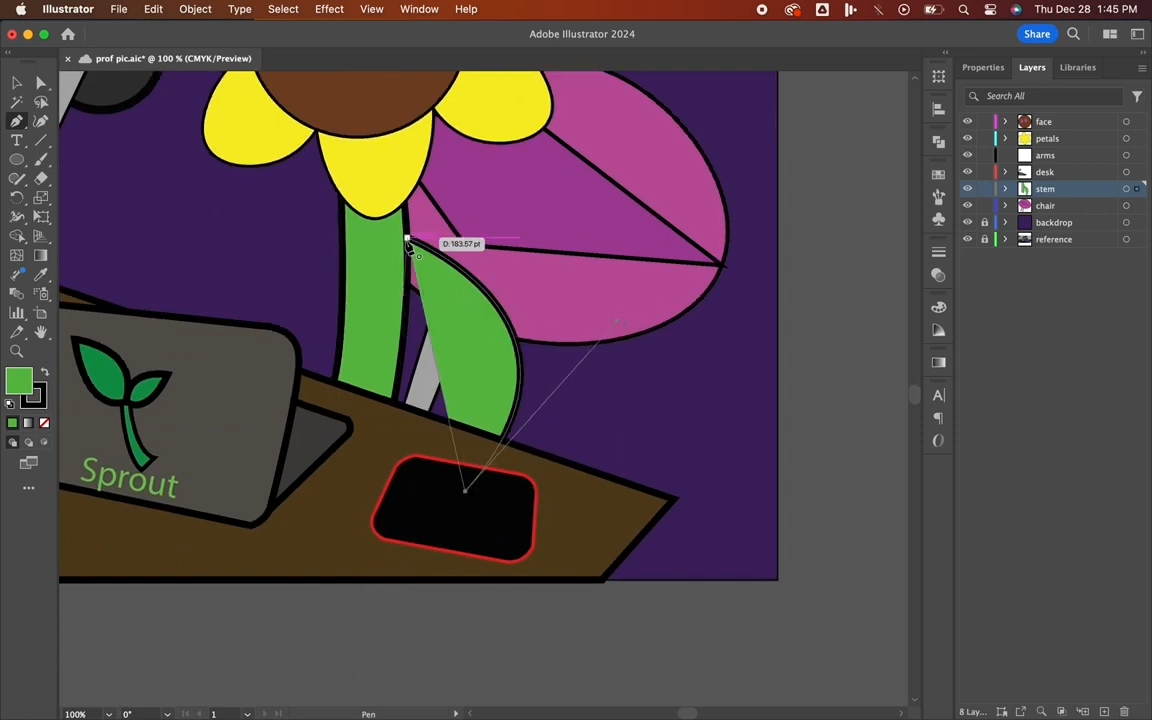 Illustrator File Edit Object Type Select Effect View Window Help Thu Dec 28 1:45 PM
Adobe Illustrator 2024 Share
prof pic.aic* @ 100 % (CMYK/Preview)
Properties Layers Libraries
Search All
face
petals
arms
desk
stem
chair
backdrop
reference
D: 183.57 pt
Sprout
100% 0° 1 Pen 8 Lay...